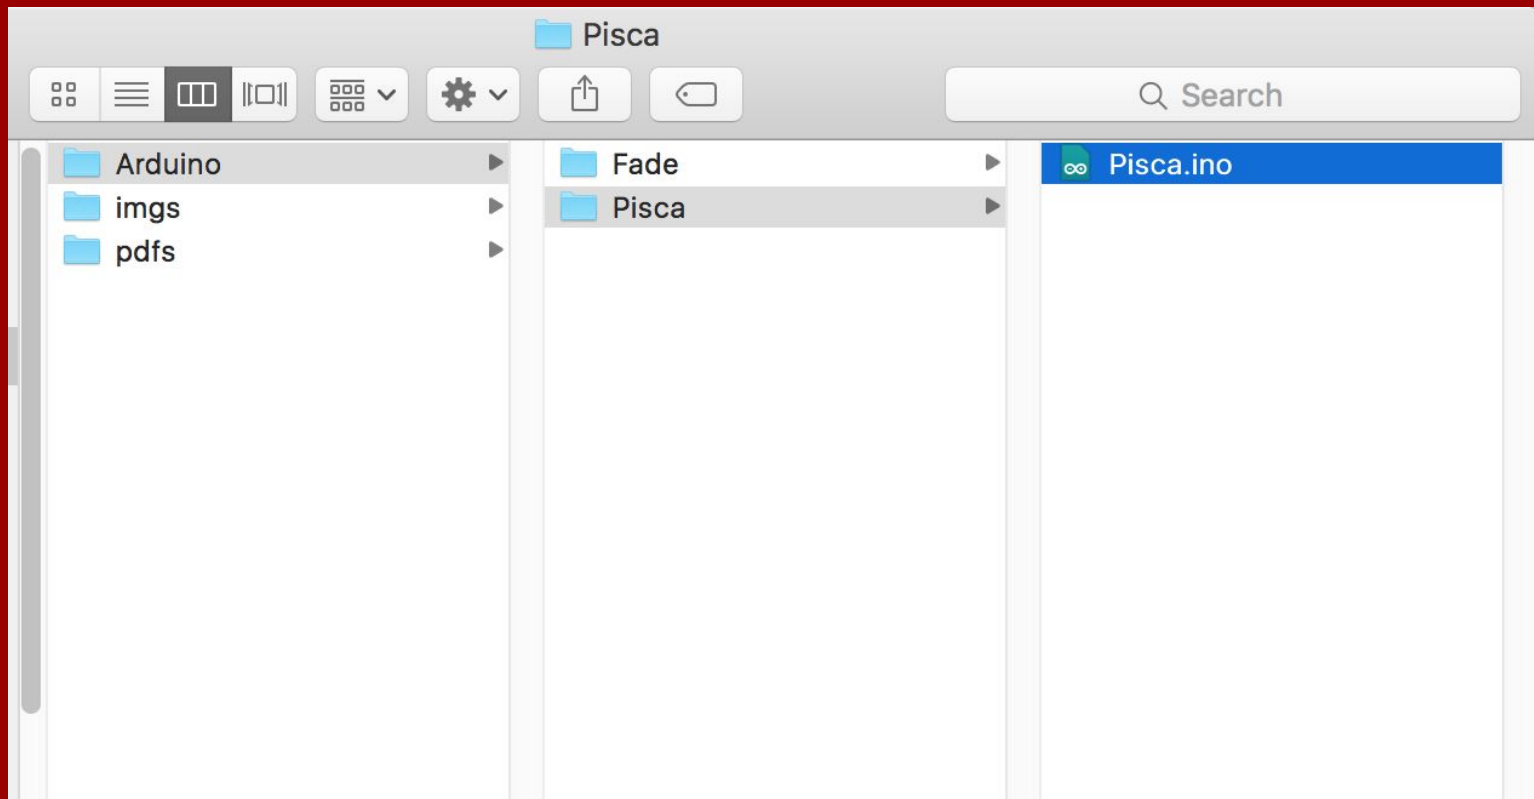 Pisca
Search
Arduino
imgs
pdfs
Fade
Pisca
Pisca.ino